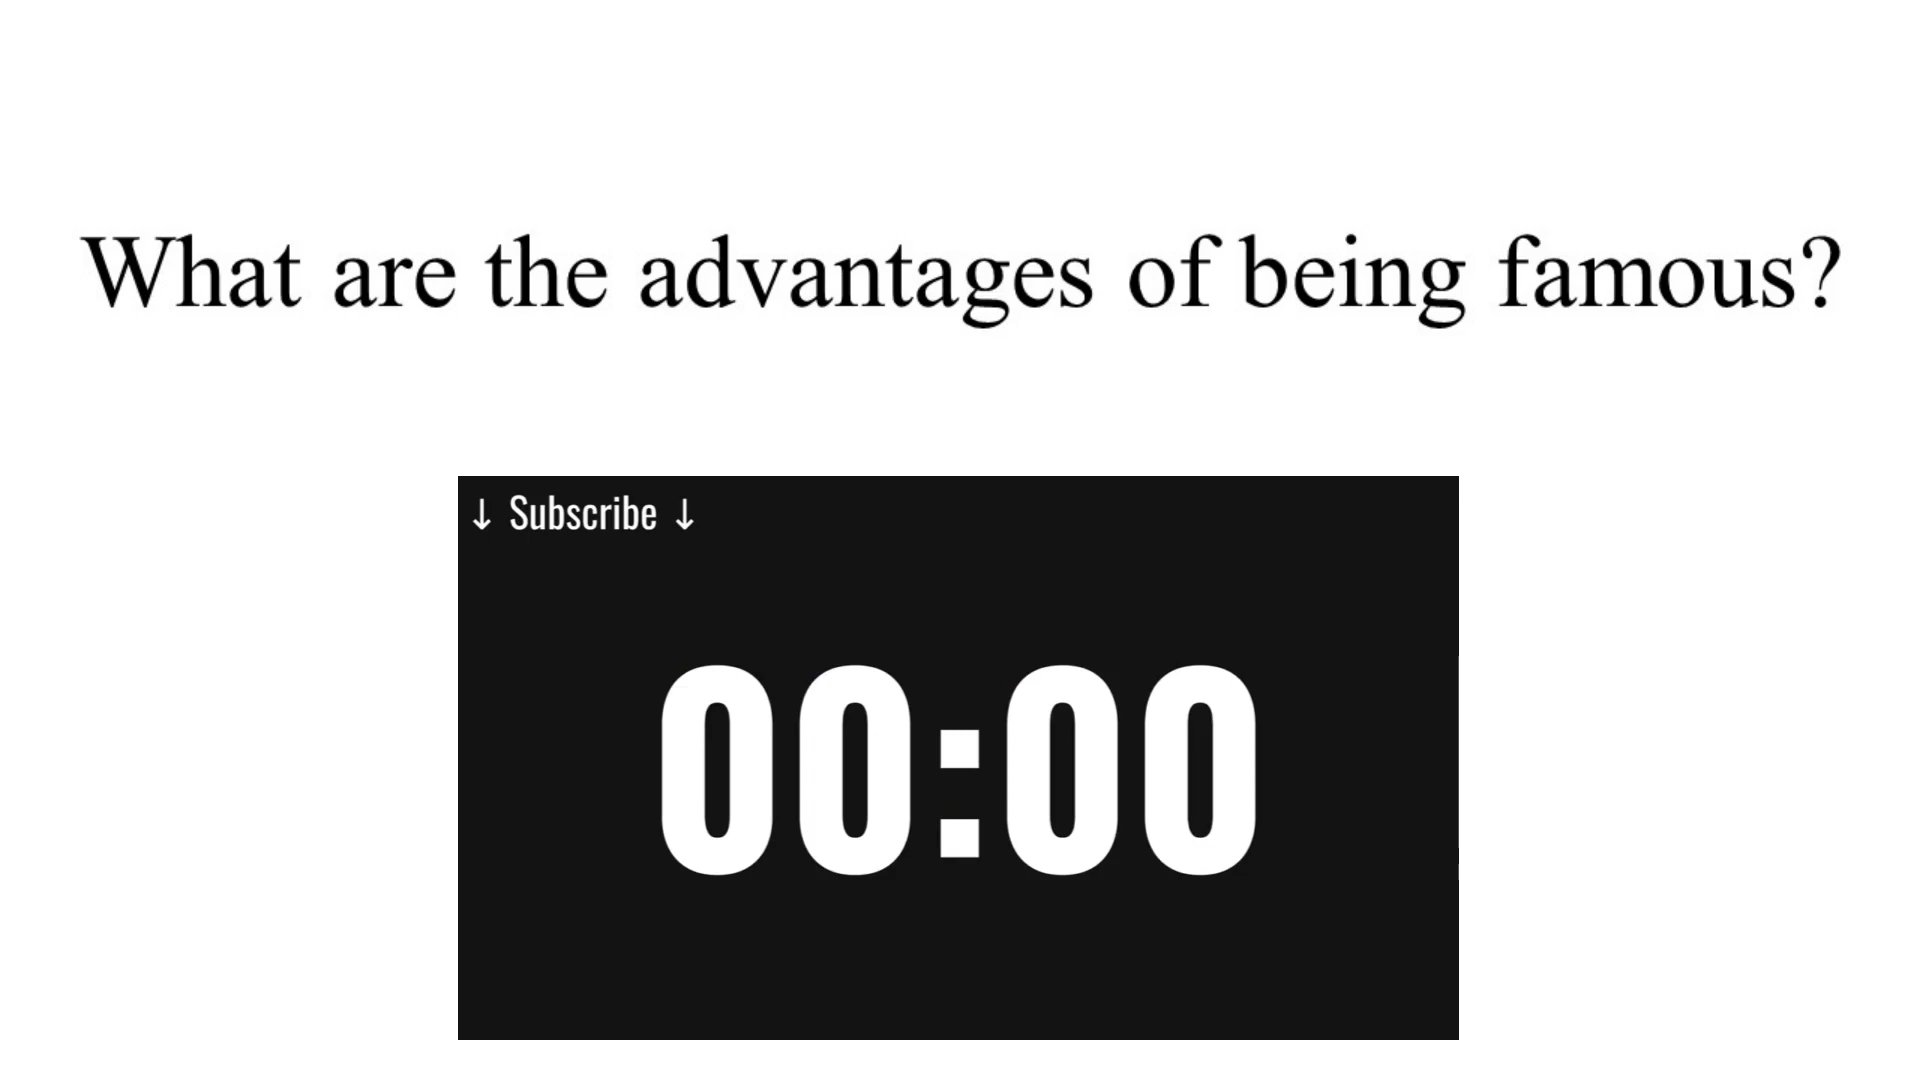 What are the advantages of being famous?
↓ Subscribe ↓
00:00